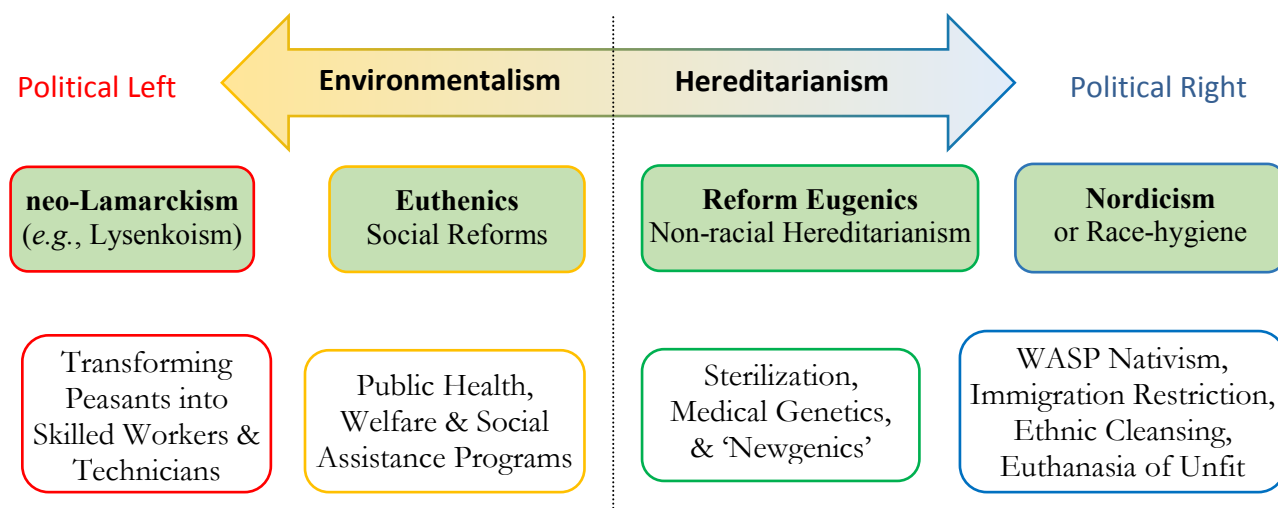 Political Left
Environmentalism
Hereditarianism
Political Right
neo-Lamarckism
(e.g., Lysenkoism)
Euthenics
Social Reforms
Reform Eugenics
Non-racial Hereditarianism
Nordicism
or Race-hygiene
Transforming
Peasants into
Skilled Workers &
Technicians
Public Health,
Welfare & Social
Assistance Programs
Sterilization,
Medical Genetics,
& ‘Newgenics’
WASP Nativism,
Immigration Restriction,
Ethnic Cleansing,
Euthanasia of Unfit